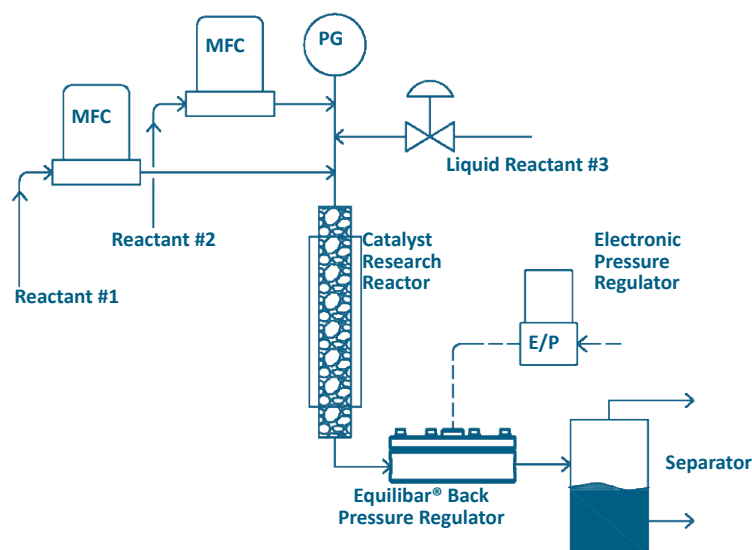 MFC
PG
MFC
Liquid Reactant #3
Reactant #2
Catalyst
Research
Reactor
Electronic
Pressure
Regulator
Reactant #1
E/P
Separator
Equilibar® Back
Pressure Regulator